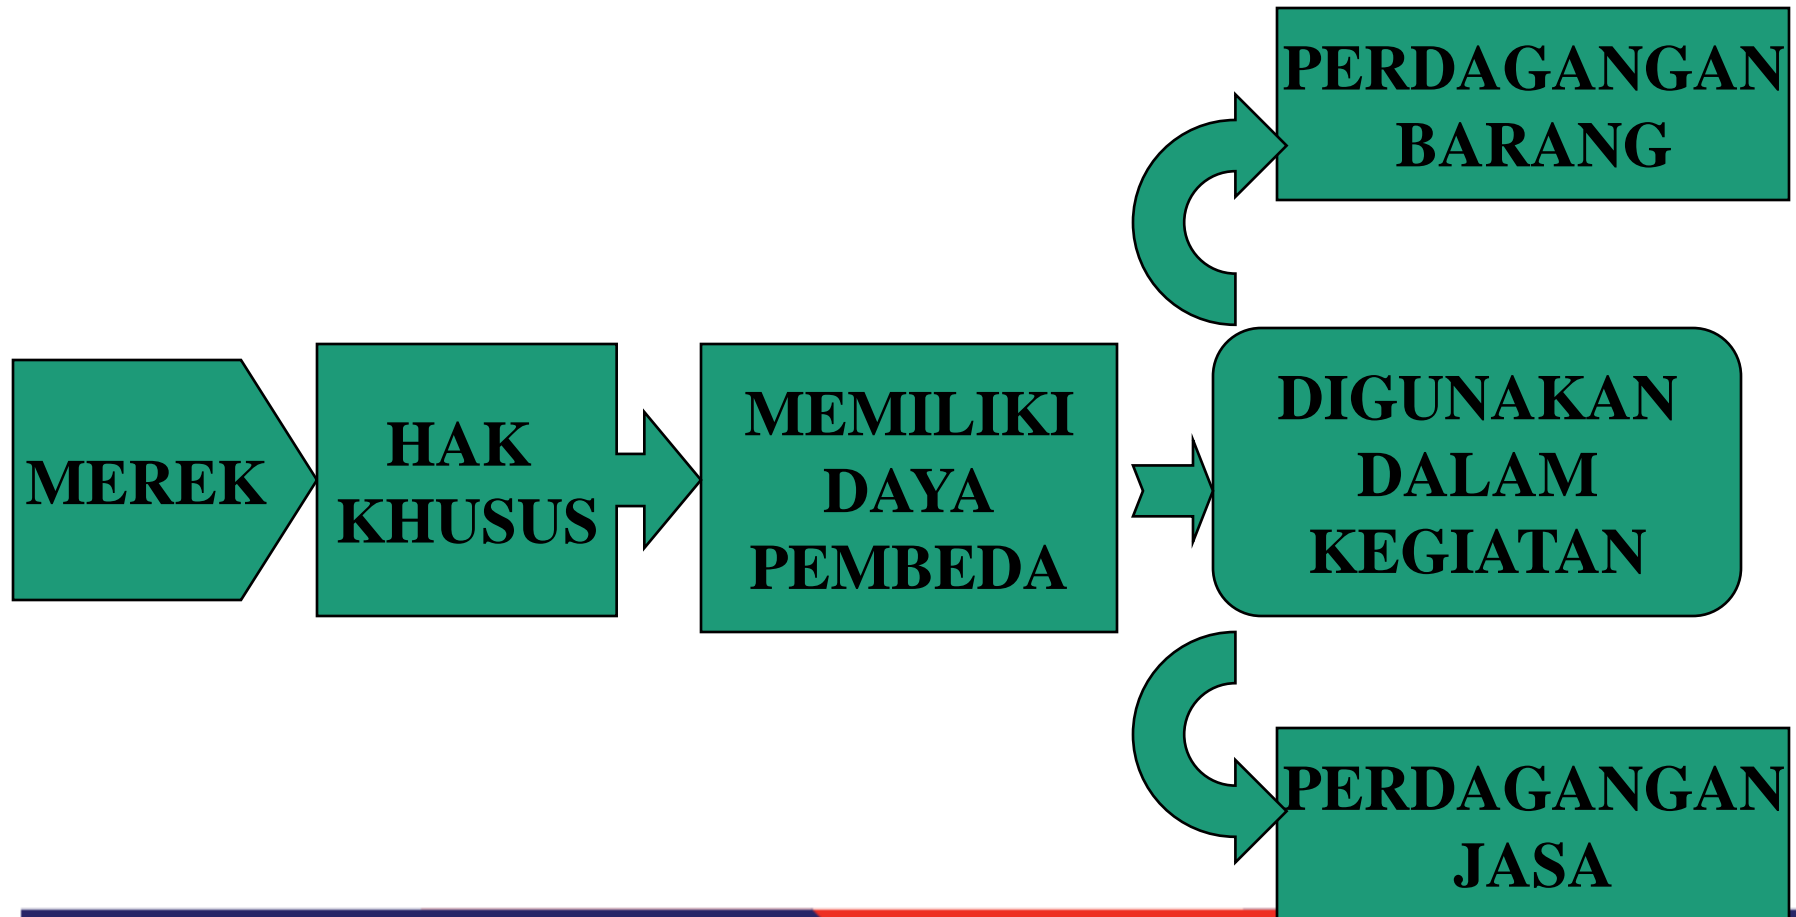 MEREK
HAK
KHUSUS
MEMILIKI
DAYA
PEMBEDA
DIGUNAKAN
DALAM
KEGIATAN
PERDAGANGAN
BARANG
PERDAGANGAN
JASA